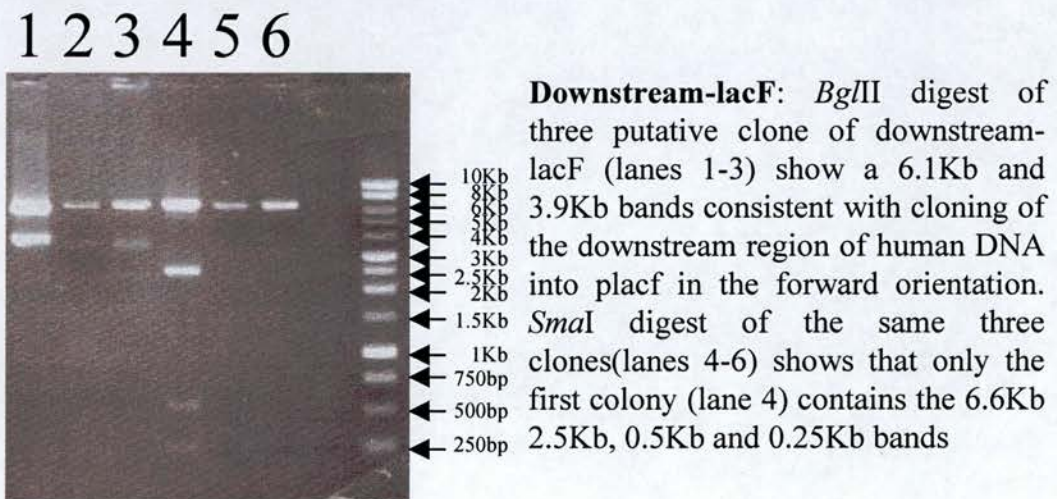 1 2 3 4 5 6
10Kb
8Kb
6Kb
5Kb
4Kb
3Kb
2.5Kb
2Kb
1.5Kb
1Kb
750bp
500bp
250bp
Downstream-lacF: BglII digest of
three putative clone of downstream-
lacF (lanes 1-3) show a 6.1Kb and
3.9Kb bands consistent with cloning of
the downstream region of human DNA
into placf in the forward orientation.
SmaI digest of the same three
clones(lanes 4-6) shows that only the
first colony (lane 4) contains the 6.6Kb
2.5Kb, 0.5Kb and 0.25Kb bands